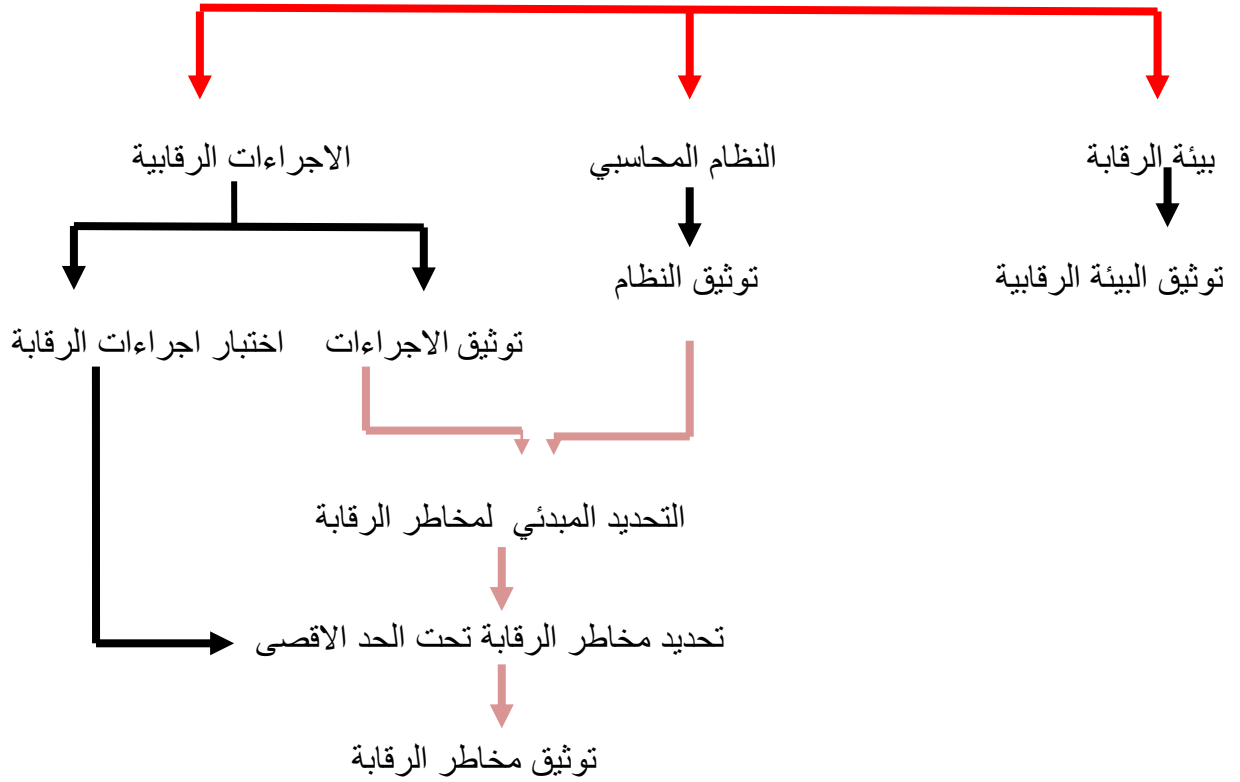 بيئة الرقابة
النظام المحاسبي
الاجراءات الرقابية
توثيق البيئة الرقابية
توثيق النظام
توثيق الاجراءات
اختبار اجراءات الرقابة
التحديد المبدئي لمخاطر الرقابة
تحديد مخاطر الرقابة تحت الحد الاقصى
توثيق مخاطر الرقابة